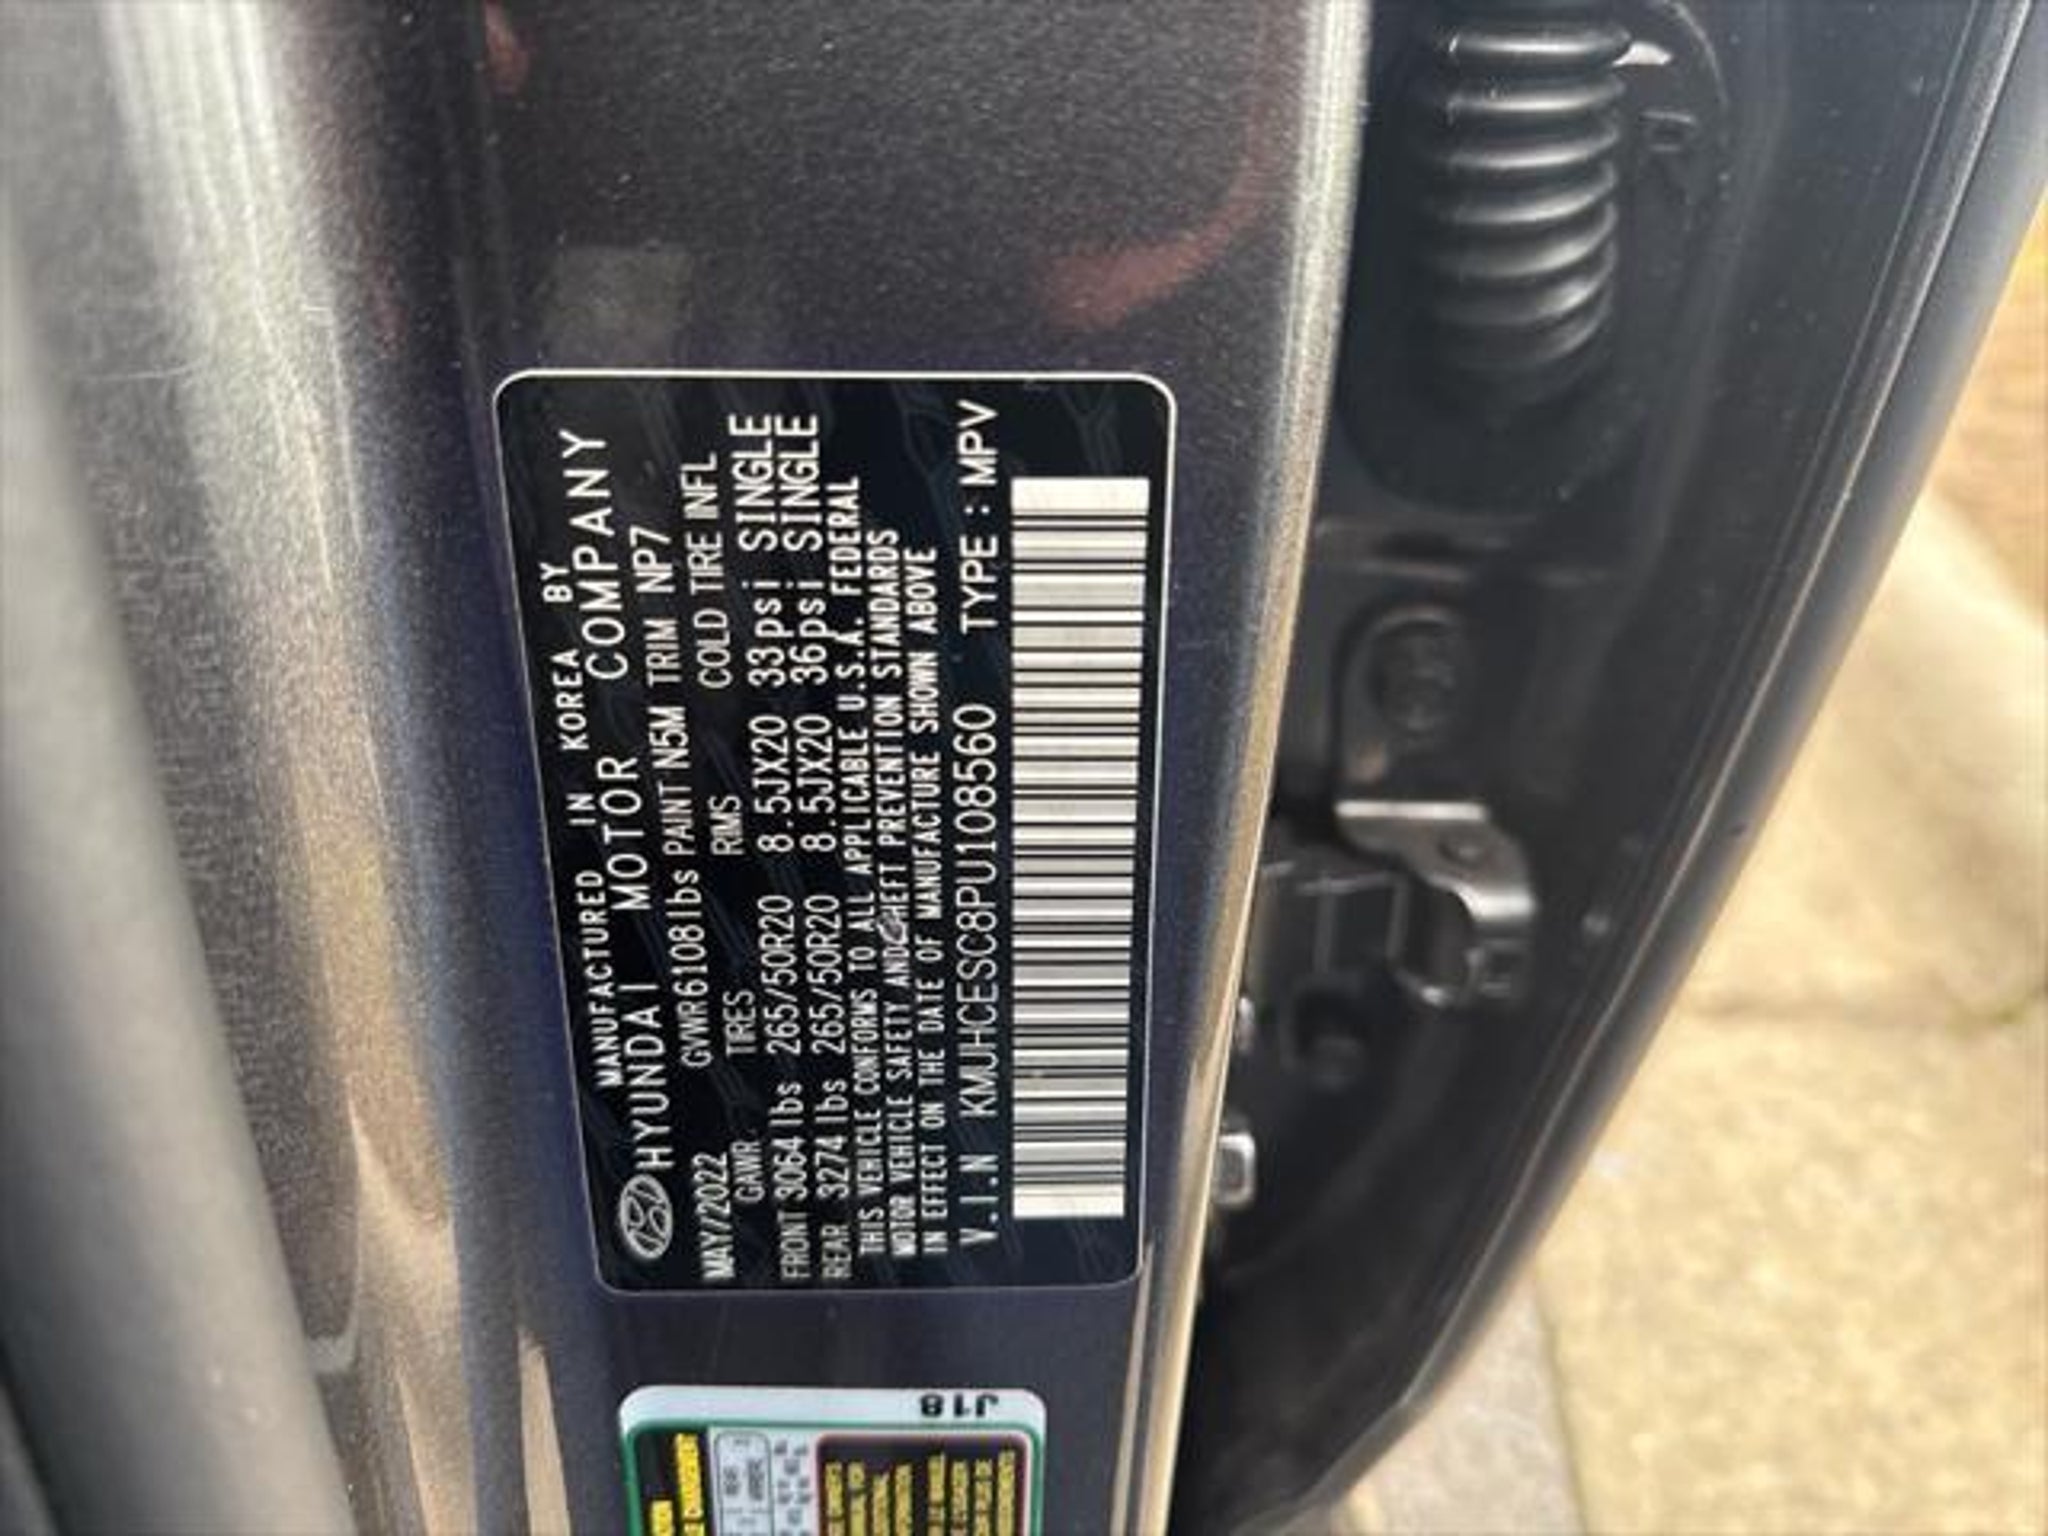 MANUFACTURED IN KOREA BY
HYUNDAI MOTOR COMPANY
GVWR6108lbs PAINT N5M TRIM NP7
MAY/2022 TIRES RIMS COLD TIRE INFL
GAWR
FRONT 3064lbs 265/50R20 8.5JX20 33psi SINGLE
REAR 3274lbs 265/50R20 8.5JX20 36psi SINGLE
THIS VEHICLE CONFORMS TO ALL APPLICABLE U.S.A. FEDERAL
MOTOR VEHICLE SAFETY AND THEFT PREVENTION STANDARDS
IN EFFECT ON THE DATE OF MANUFACTURE SHOWN ABOVE
V.I.N KMUHCESC8PU108560 TYPE : MPV
J18